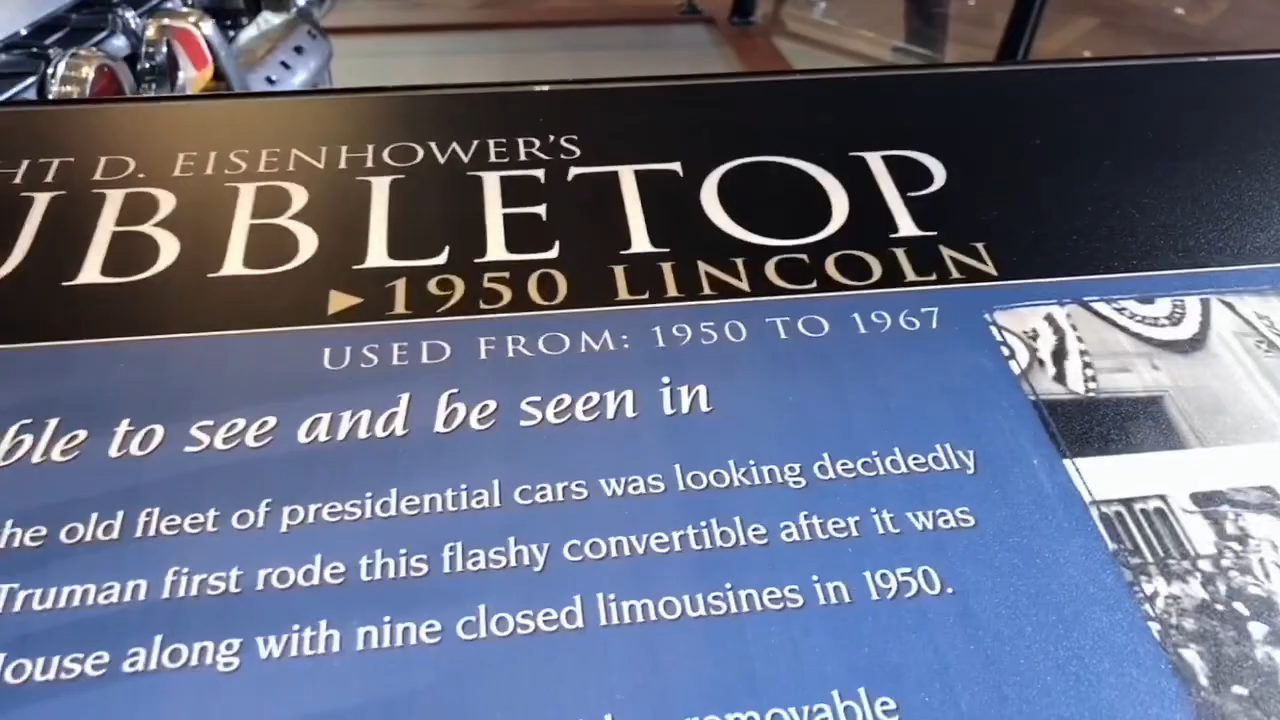 HT D. EISENHOWER'S
UBBLETOP
▶1950 LINCOLN
USED FROM: 1950 TO 1967
ble to see and be seen in
he old fleet of presidential cars was looking decidedly
Truman first rode this flashy convertible after it was
House along with nine closed limousines in 1950.
removable